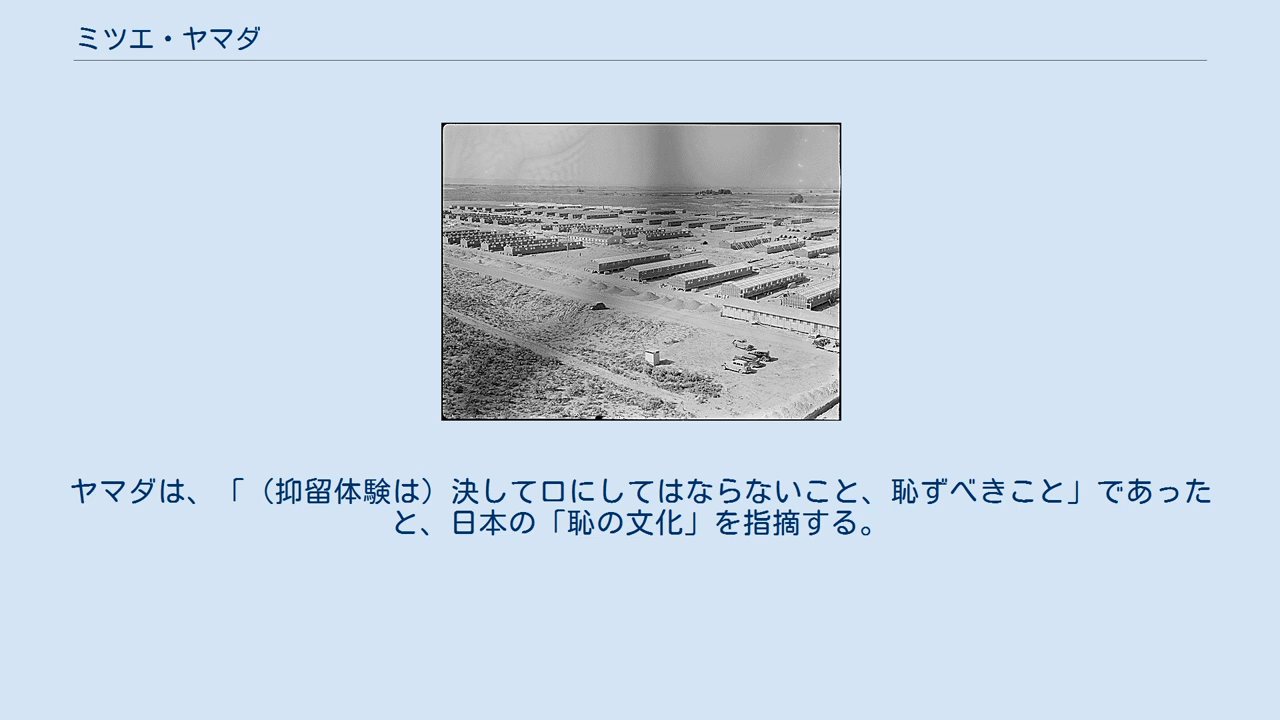 ミツエ・ヤマダ
ヤマダは、「（抑留体験は）決して口にしてはならないこと、恥ずべきこと」であった
と、日本の「恥の文化」を指摘する。